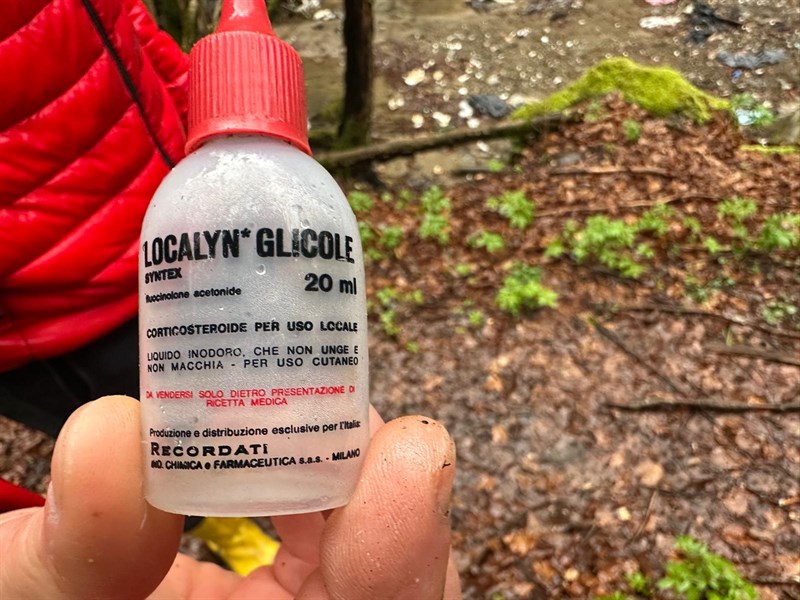 LOCALYN* GLICOLE
SYNTEX
20 ml
fluocinolone acetonide
CORTICOSTEROIDE PER USO LOCALE
LIQUIDO INODORO, CHE NON UNGE E
NON MACCHIA - PER USO CUTANEO
DA VENDERSI SOLO DIETRO PRESENTAZIONE DI
RICETTA MEDICA
Produzione e distribuzione esclusive per l'Italia:
RECORDATI
IND. CHIMICA e FARMACEUTICA s.a.s. - MILANO